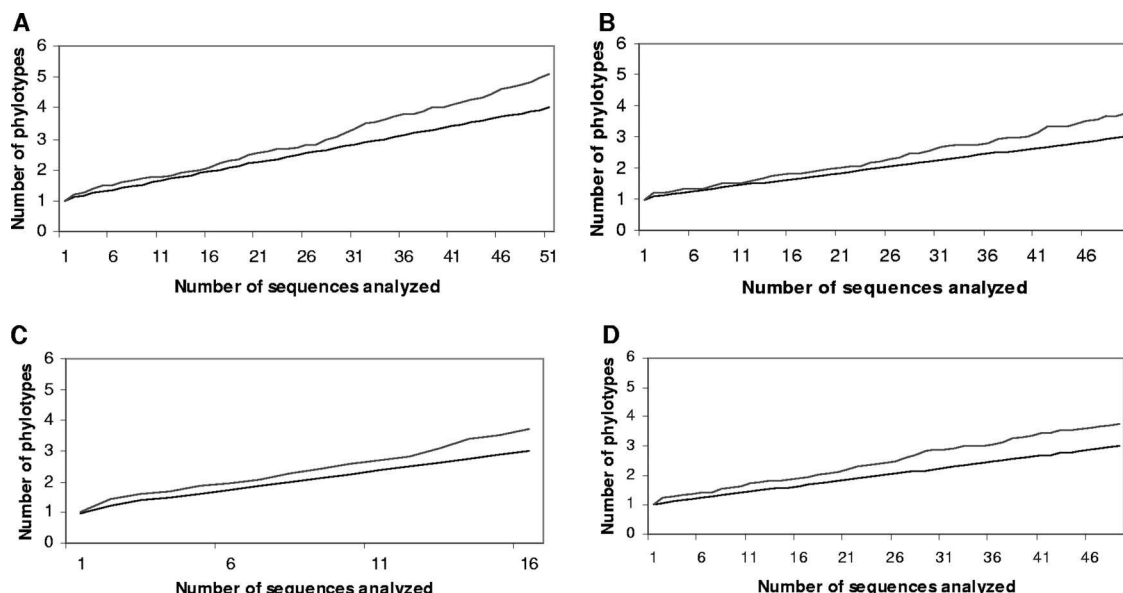 A
Number of phylotypes
6
5
4
3
2
1
0
1 6 11 16 21 26 31 36 41 46 51
Number of sequences analyzed
B
Number of phylotypes
6
5
4
3
2
1
0
1 6 11 16 21 26 31 36 41 46
Number of sequences analyzed
C
Number of phylotypes
6
5
4
3
2
1
0
1 6 11 16
Number of sequences analyzed
D
Number of phylotypes
6
5
4
3
2
1
0
1 6 11 16 21 26 31 36 41 46
Number of sequences analyzed